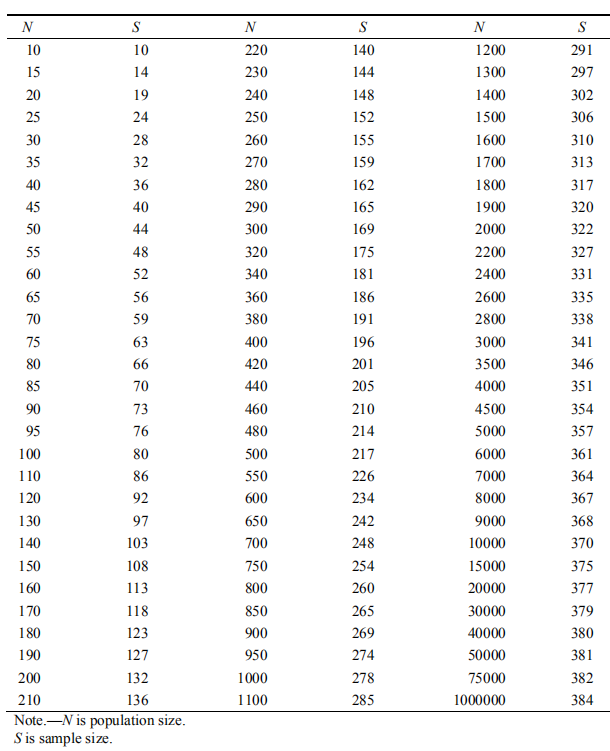 N S N S N S
10 10 220 140 1200 291
15 14 230 144 1300 297
20 19 240 148 1400 302
25 24 250 152 1500 306
30 28 260 155 1600 310
35 32 270 159 1700 313
40 36 280 162 1800 317
45 40 290 165 1900 320
50 44 300 169 2000 322
55 48 320 175 2200 327
60 52 340 181 2400 331
65 56 360 186 2600 335
70 59 380 191 2800 338
75 63 400 196 3000 341
80 66 420 201 3500 346
85 70 440 205 4000 351
90 73 460 210 4500 354
95 76 480 214 5000 357
100 80 500 217 6000 361
110 86 550 226 7000 364
120 92 600 234 8000 367
130 97 650 242 9000 368
140 103 700 248 10000 370
150 108 750 254 15000 375
160 113 800 260 20000 377
170 118 850 265 30000 379
180 123 900 269 40000 380
190 127 950 274 50000 381
200 132 1000 278 75000 382
210 136 1100 285 1000000 384
Note.—N is population size.
S is sample size.